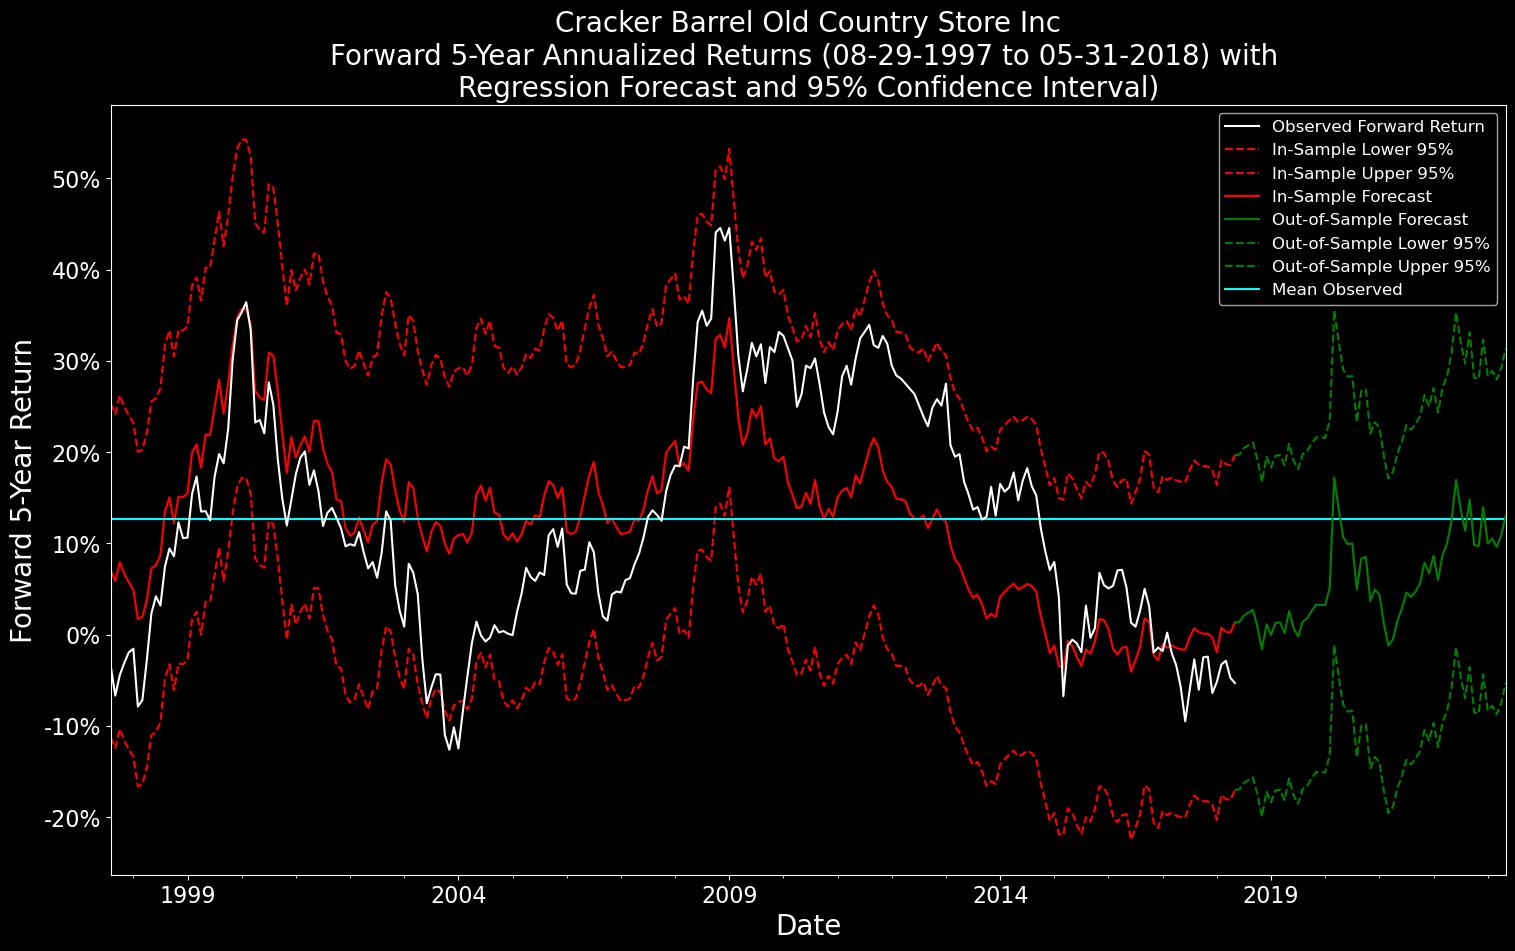 Cracker Barrel Old Country Store Inc
Forward 5-Year Annualized Returns (08-29-1997 to 05-31-2018) with
Regression Forecast and 95% Confidence Interval)
Forward 5-Year Return
50%
40%
30%
20%
10%
0%
-10%
-20%
Observed Forward Return
In-Sample Lower 95%
In-Sample Upper 95%
In-Sample Forecast
Out-of-Sample Forecast
Out-of-Sample Lower 95%
Out-of-Sample Upper 95%
Mean Observed
1999 2004 2009 2014 2019
Date